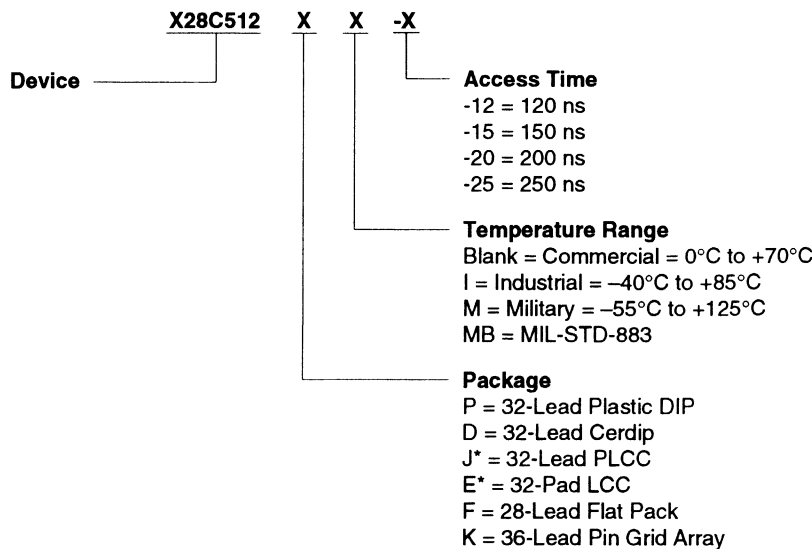 X28C512 X X -X
Device
Access Time
-12 = 120 ns
-15 = 150 ns
-20 = 200 ns
-25 = 250 ns
Temperature Range
Blank = Commercial = 0°C to +70°C
I = Industrial = –40°C to +85°C
M = Military = –55°C to +125°C
MB = MIL-STD-883
Package
P = 32-Lead Plastic DIP
D = 32-Lead Cerdip
J* = 32-Lead PLCC
E* = 32-Pad LCC
F = 28-Lead Flat Pack
K = 36-Lead Pin Grid Array